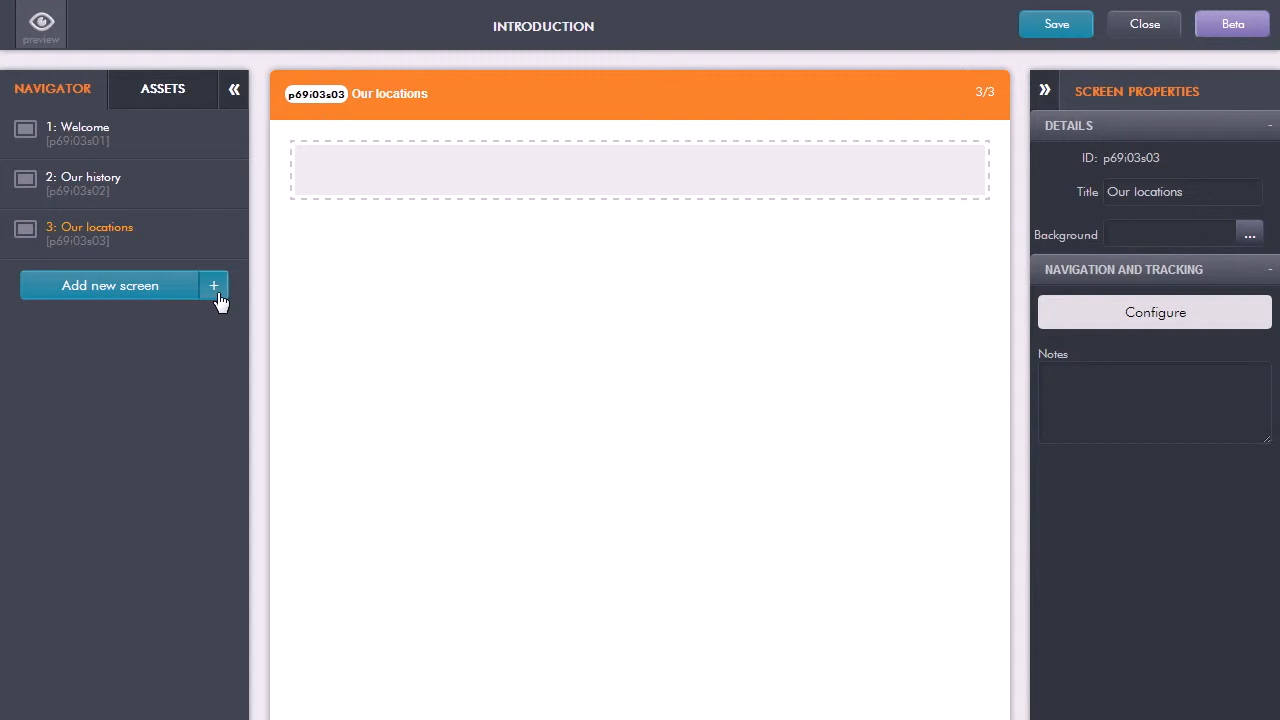 preview
INTRODUCTION
Save
Close
Beta
NAVIGATOR
ASSETS
«
1: Welcome
[p69i03s01]
2: Our history
[p69i03s02]
3: Our locations
[p69i03s03]
Add new screen +
p69i03s03 Our locations
3/3
» SCREEN PROPERTIES
DETAILS -
ID: p69i03s03
Title Our locations
Background ...
NAVIGATION AND TRACKING -
Configure
Notes